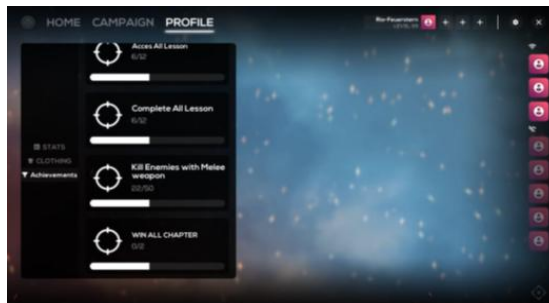 HOME CAMPAIGN PROFILE
Acces All Lesson
6/12
Complete All Lesson
6/12
STATS
CLOTHING
Achievements
Kill Enemies with Melee
weapon
22/50
WIN ALL CHAPTER
0/2